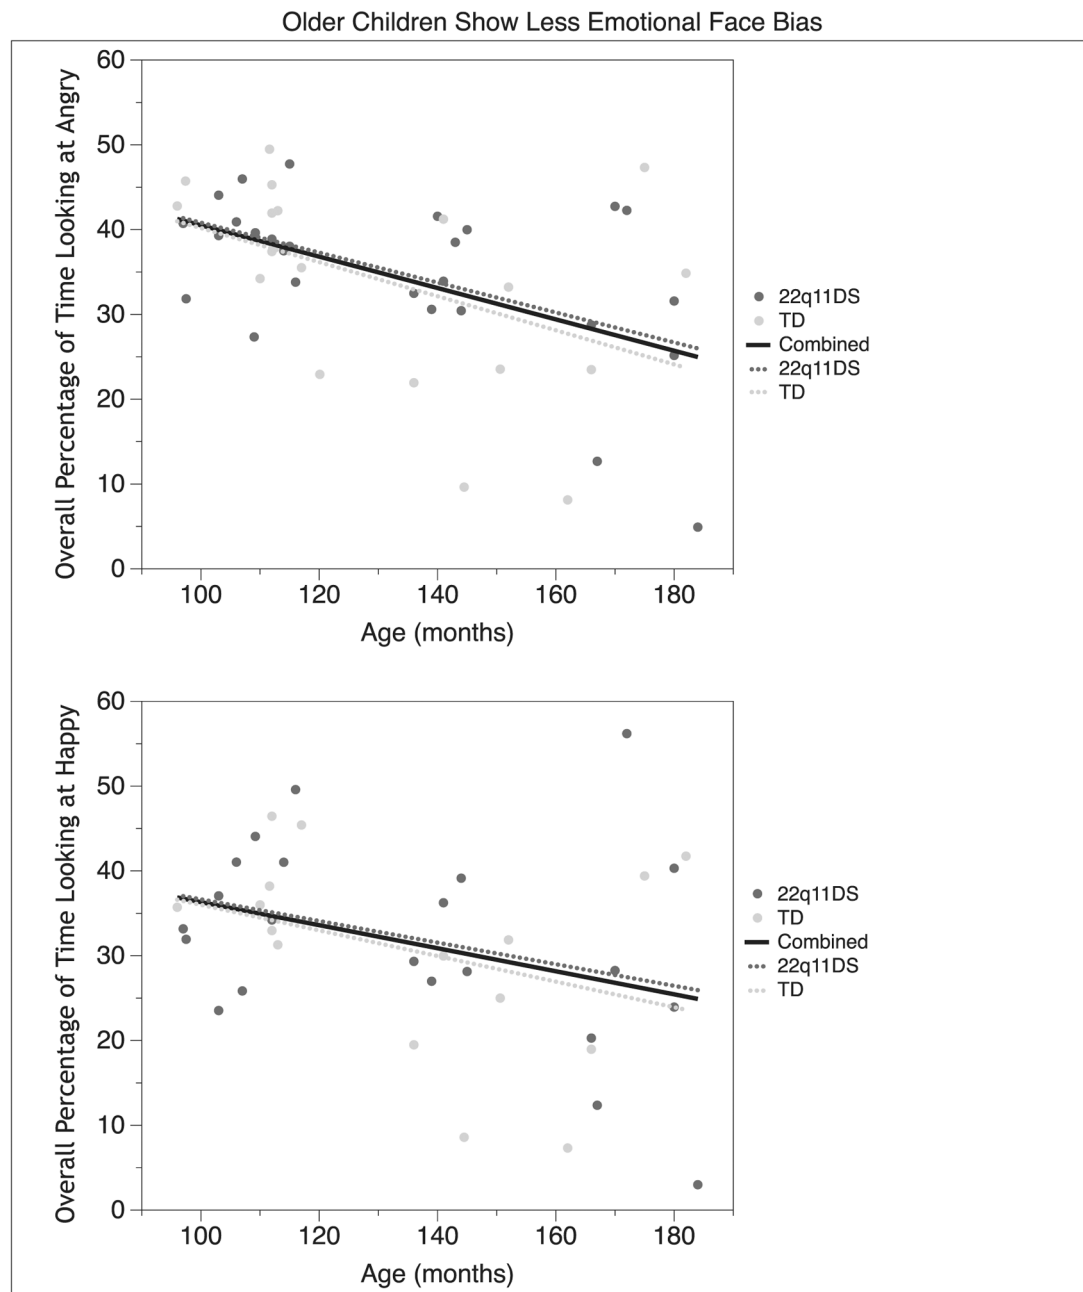 Older Children Show Less Emotional Face Bias
Overall Percentage of Time Looking at Angry
60
50
40
30
20
10
0
100 120 140 160 180
Age (months)
22q11DS
TD
Combined
22q11DS
TD
Overall Percentage of Time Looking at Happy
60
50
40
30
20
10
0
100 120 140 160 180
Age (months)
22q11DS
TD
Combined
22q11DS
TD